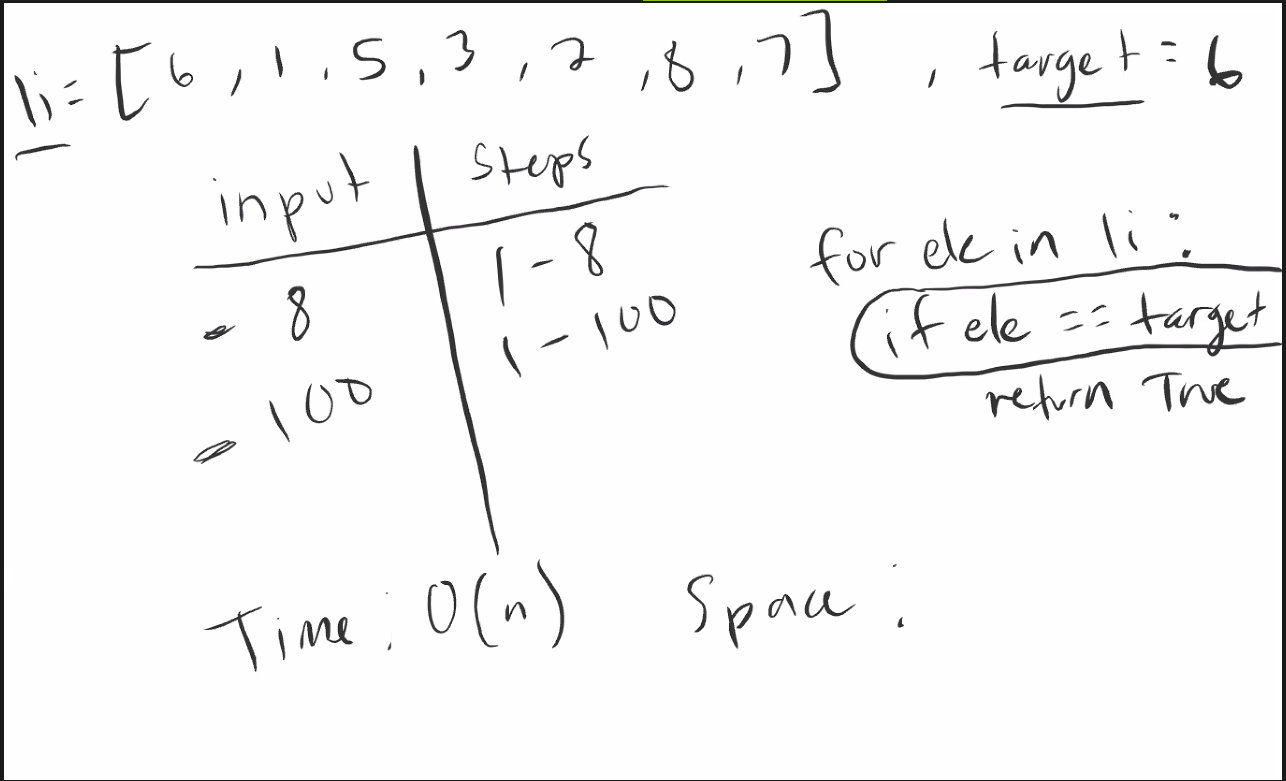 li = [6, 1, 5, 3, 2, 8, 7], target = 6
input | steps
- 8 | 1 - 8
- 100 | 1 - 100
for ele in li:
if ele == target
return True
Time: O(n) Space: